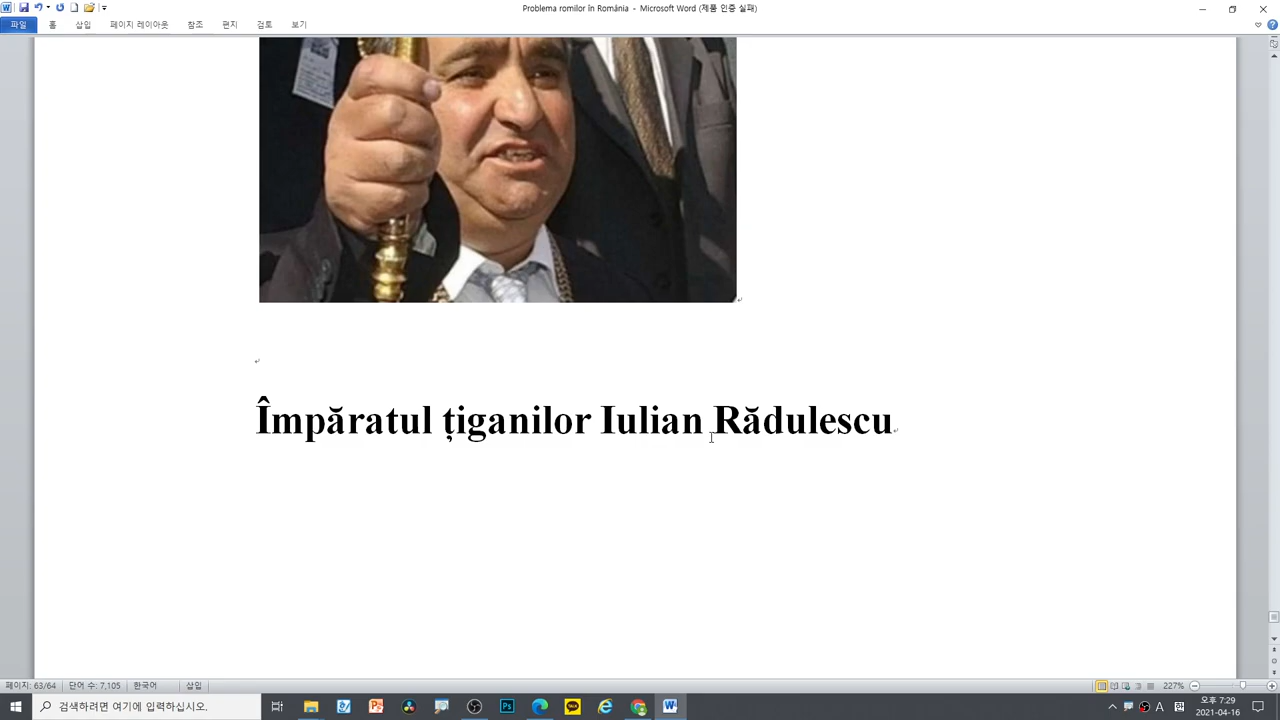 Problema romilor în România - Microsoft Word (제품 인증 실패)
파일 홈 삽입 페이지 레이아웃 참조 편지 검토 보기
Împăratul țiganilor Iulian Rădulescu
페이지: 63/64 단어 수: 7,105 한국어 삽입 227%
검색하려면 여기에 입력하십시오. A 오후 7:29
2021-04-16